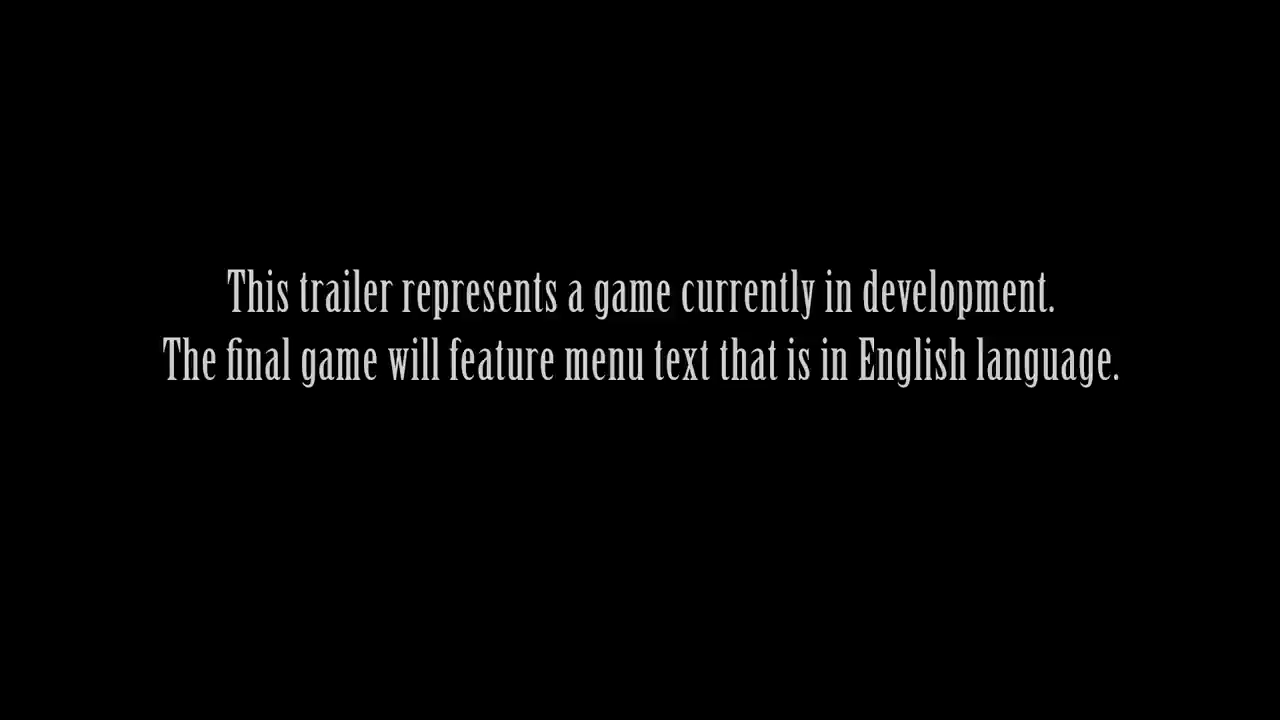 This trailer represents a game currently in development.
The final game will feature menu text that is in English language.